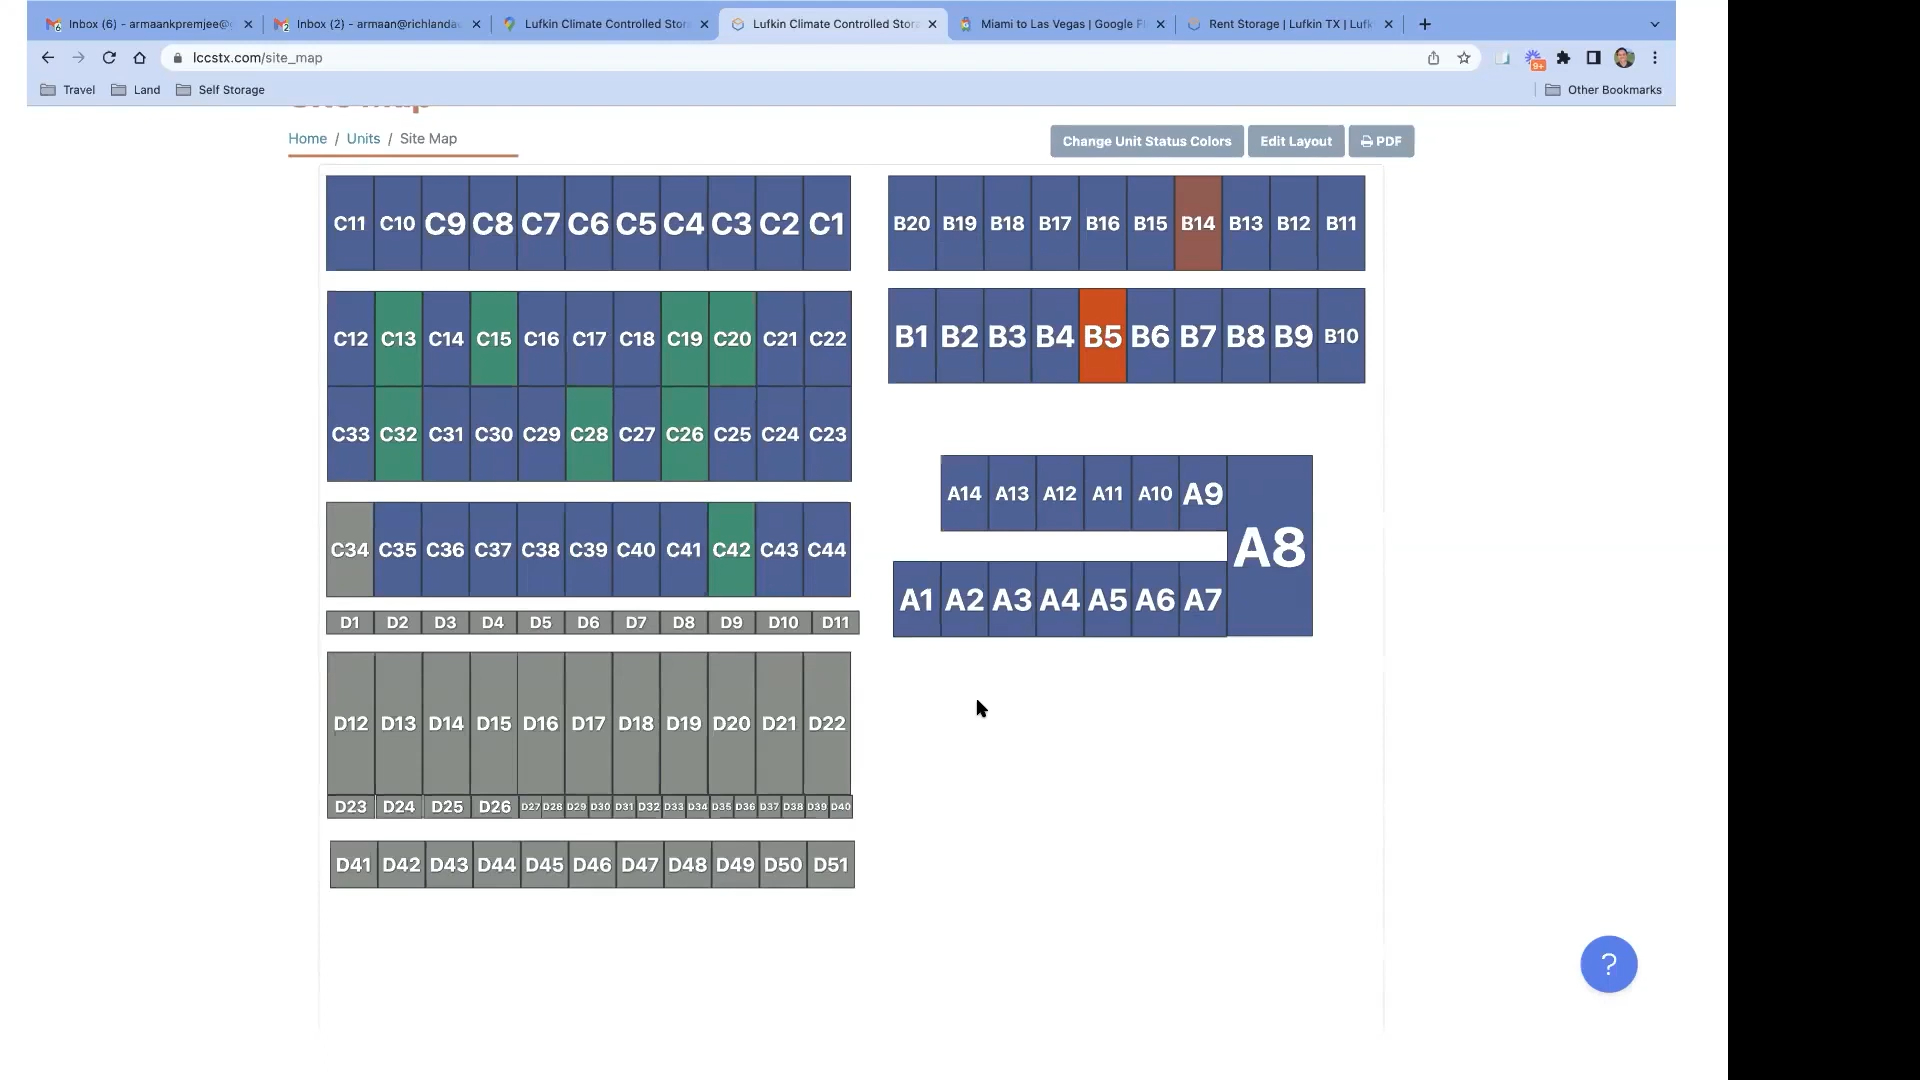 Inbox (6) - armaankpremjee@
Inbox (2) - armaan@richlanda
Lufkin Climate Controlled Stor
Lufkin Climate Controlled Stora
Miami to Las Vegas | Google F
Rent Storage | Lufkin TX | Lufk
lccstx.com/site_map
9+
Travel
Land
Self Storage
Other Bookmarks
Home / Units / Site Map
Change Unit Status Colors
Edit Layout
PDF
C11 C10 C9 C8 C7 C6 C5 C4 C3 C2 C1
B20 B19 B18 B17 B16 B15 B14 B13 B12 B11
C12 C13 C14 C15 C16 C17 C18 C19 C20 C21 C22
B1 B2 B3 B4 B5 B6 B7 B8 B9 B10
C33 C32 C31 C30 C29 C28 C27 C26 C25 C24 C23
A14 A13 A12 A11 A10 A9
A8
C34 C35 C36 C37 C38 C39 C40 C41 C42 C43 C44
A1 A2 A3 A4 A5 A6 A7
D1 D2 D3 D4 D5 D6 D7 D8 D9 D10 D11
D12 D13 D14 D15 D16 D17 D18 D19 D20 D21 D22
D23 D24 D25 D26 D27 D28 D29 D30 D31 D32 D33 D34 D35 D36 D37 D38 D39 D40
D41 D42 D43 D44 D45 D46 D47 D48 D49 D50 D51
?